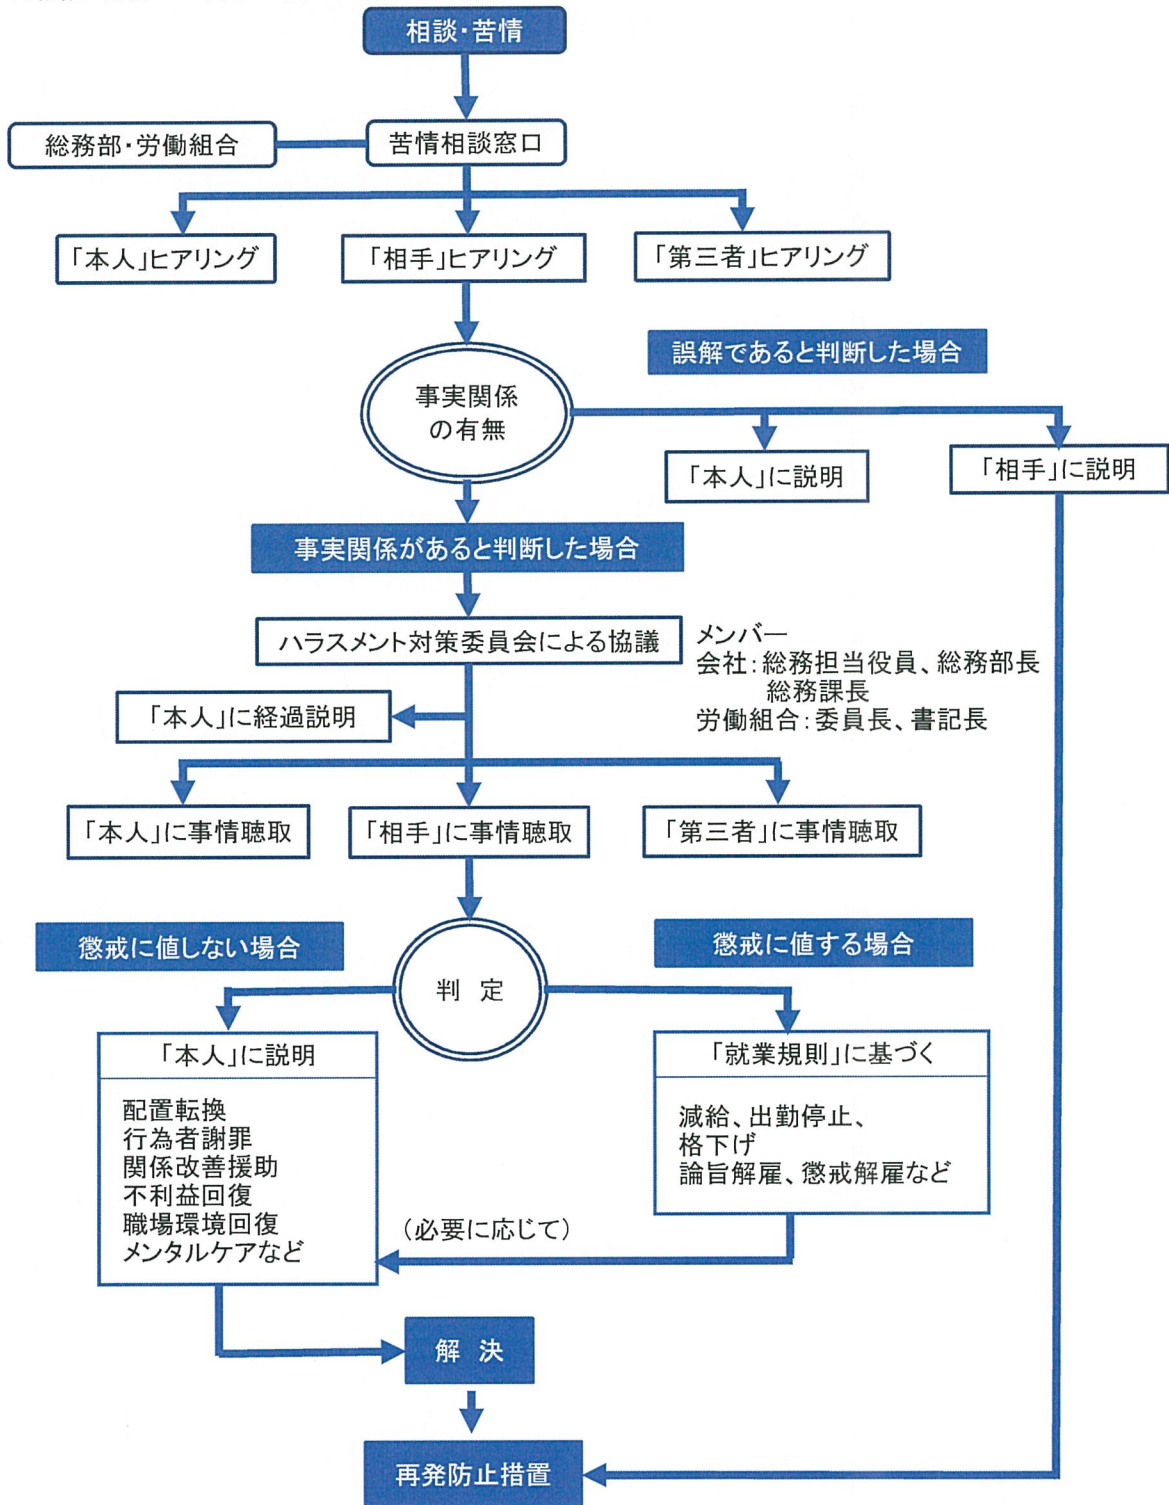 相談・苦情
総務部・労働組合
苦情相談窓口
「本人」ヒアリング
「相手」ヒアリング
「第三者」ヒアリング
誤解であると判断した場合
事実関係
の有無
「本人」に説明
「相手」に説明
事実関係があると判断した場合
ハラスメント対策委員会による協議
メンバー
会社：総務担当役員、総務部長
総務課長
労働組合：委員長、書記長
「本人」に経過説明
「本人」に事情聴取
「相手」に事情聴取
「第三者」に事情聴取
懲戒に値しない場合
懲戒に値する場合
判 定
「本人」に説明
配置転換
行為者謝罪
関係改善援助
不利益回復
職場環境回復
メンタルケアなど
「就業規則」に基づく
減給、出勤停止、
格下げ
論旨解雇、懲戒解雇など
（必要に応じて）
解 決
再発防止措置